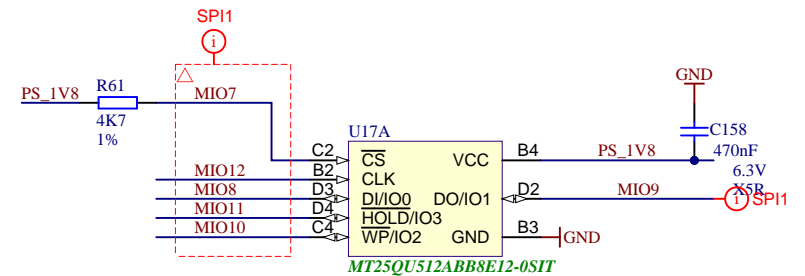 SPI1
i
PS_1V8
R61
4K7
1%
MIO7
MIO12
MIO8
MIO11
MIO10
C2
B2
D3
D4
C4
U17A
CS
CLK
DI/IO0
HOLD/IO3
WP/IO2
VCC
DO/IO1
GND
B4
D2
B3
PS_1V8
MIO9
GND
GND
C158
470nF
6.3V
X5R
i
SPI1
MT25QU512ABB8E12-0SIT